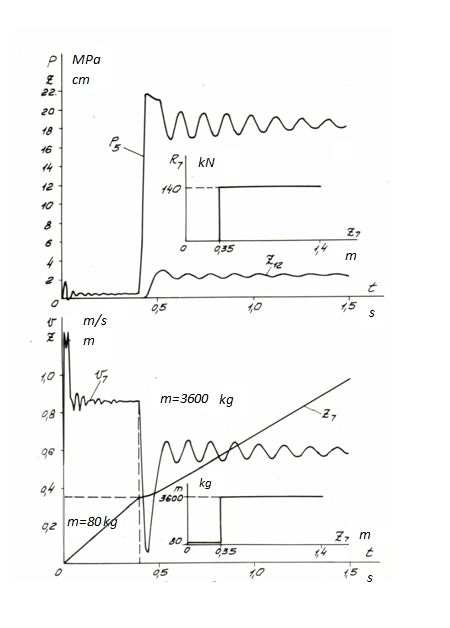 P MPa
Z cm
22
20
18
16
14
12
10
8
6
4
2
P5
R7 kN
140
0 0,35 1,4 Z7 m
Z12
0,5 1,0 1,5 t s
v m/s
Z m
1,0
0,8
0,6
0,4
0,2
v7
m=3600 kg
Z7
m=80 kg
m kg
3600
80
0 0,35 1,4 Z7 m
0 0,5 1,0 1,5 t s